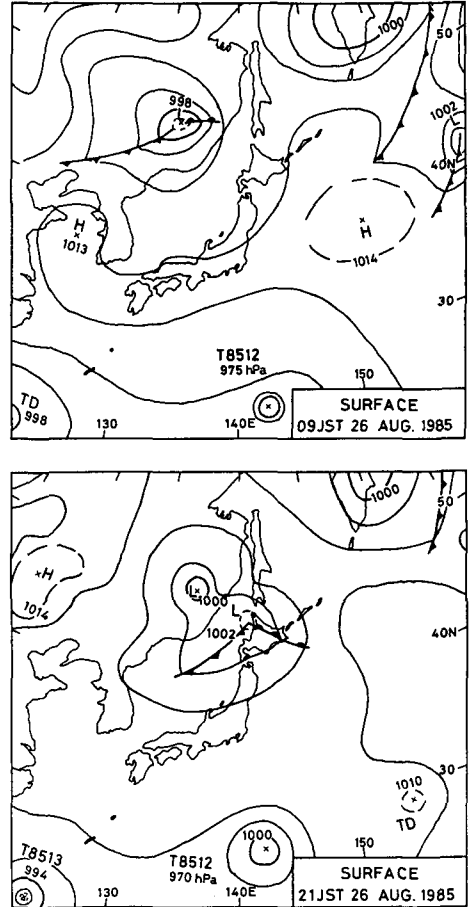 1000
50
998
L
1002
L
40N
H
1013
H
1014
30
T8512
975 hPa
150
TD
998
130
140E
SURFACE
09JST 26 AUG. 1985
1000
50
H
1014
L
1000
L
1002
40N
30
1010
TD
T8513
994
T8512
970 hPa
1000
150
130
140E
SURFACE
21JST 26 AUG. 1985